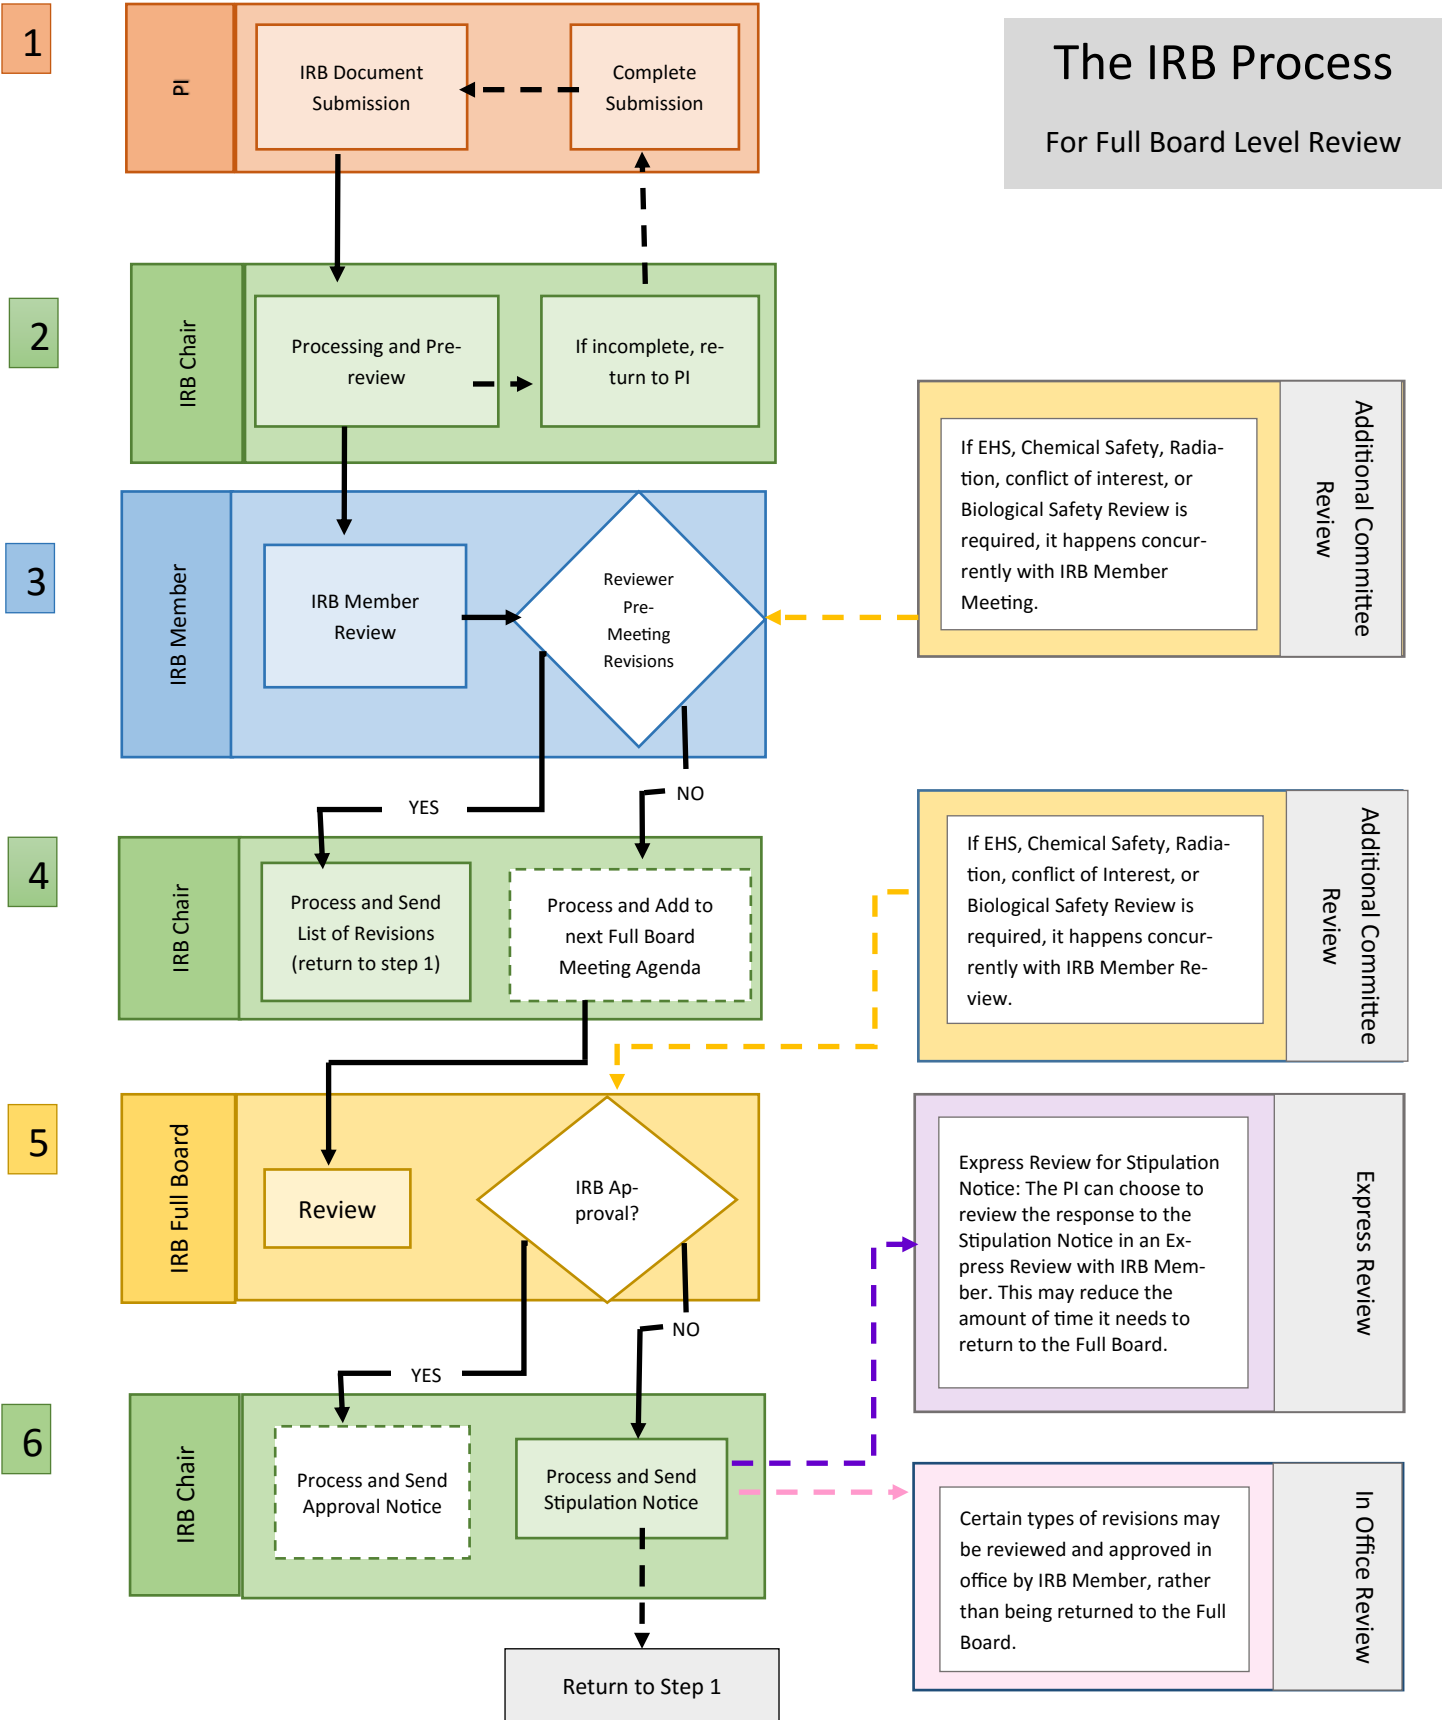 The IRB Process
For Full Board Level Review
1
PI
IRB Document
Submission
Complete
Submission
2
IRB Chair
Processing and Pre-
review
If incomplete, re-
turn to PI
3
IRB Member
IRB Member
Review
Reviewer
Pre-
Meeting
Revisions
If EHS, Chemical Safety, Radia-
tion, conflict of interest, or
Biological Safety Review is
required, it happens concur-
rently with IRB Member
Meeting.
Additional Committee
Review
YES
NO
4
IRB Chair
Process and Send
List of Revisions
(return to step 1)
Process and Add to
next Full Board
Meeting Agenda
If EHS, Chemical Safety, Radia-
tion, conflict of Interest, or
Biological Safety Review is
required, it happens concur-
rently with IRB Member Re-
view.
Additional Committee
Review
5
IRB Full Board
Review
IRB Ap-
proval?
Express Review for Stipulation
Notice: The PI can choose to
review the response to the
Stipulation Notice in an Ex-
press Review with IRB Mem-
ber. This may reduce the
amount of time it needs to
return to the Full Board.
Express Review
YES
NO
6
IRB Chair
Process and Send
Approval Notice
Process and Send
Stipulation Notice
Certain types of revisions may
be reviewed and approved in
office by IRB Member, rather
than being returned to the Full
Board.
In Office Review
Return to Step 1